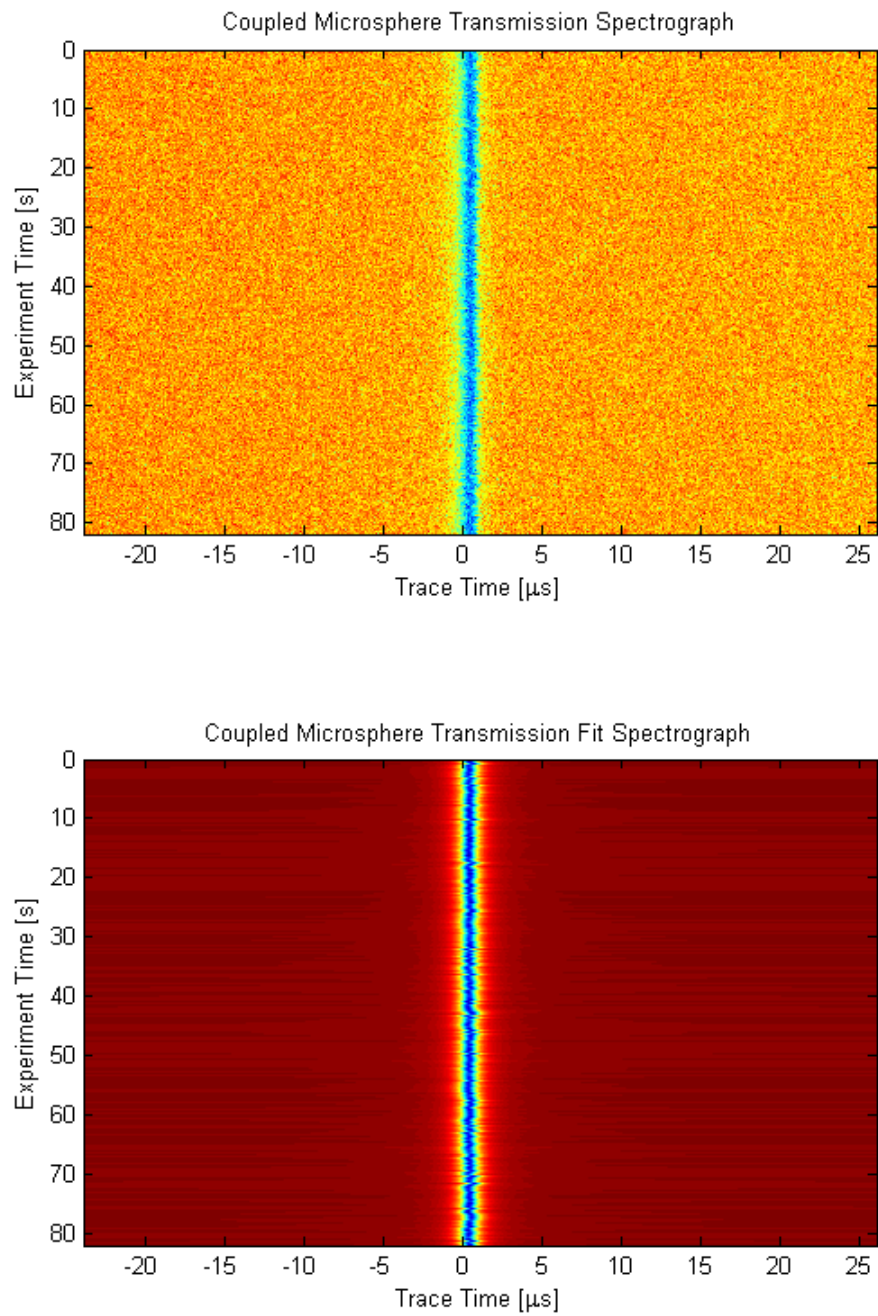 Coupled Microsphere Transmission Spectrograph
0
10
20
30
40
50
60
70
80
Experiment Time [s]
-20 -15 -10 -5 0 5 10 15 20 25
Trace Time [μs]
Coupled Microsphere Transmission Fit Spectrograph
0
10
20
30
40
50
60
70
80
Experiment Time [s]
-20 -15 -10 -5 0 5 10 15 20 25
Trace Time [μs]